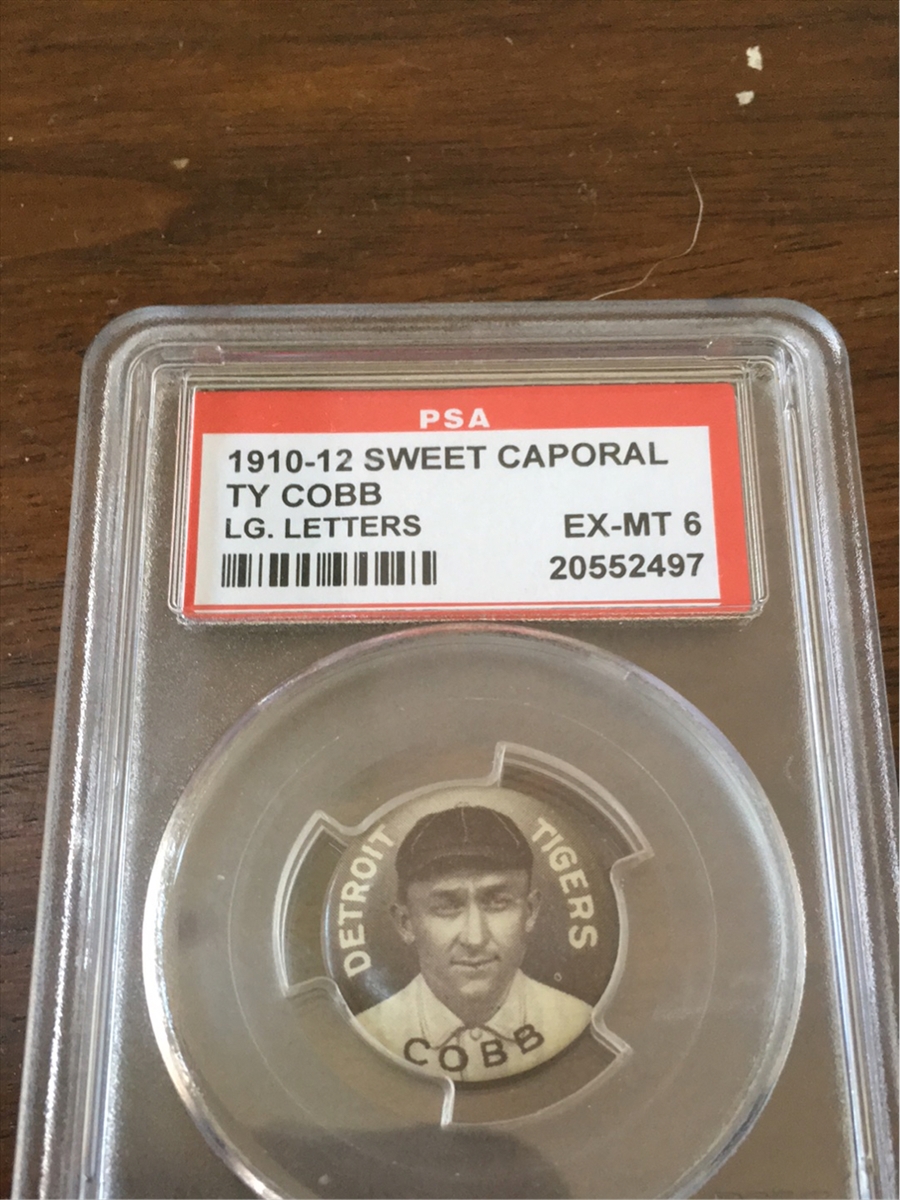 PSA
1910-12 SWEET CAPORAL
TY COBB
LG. LETTERS EX-MT 6
20552497
DETROIT TIGERS
COBB